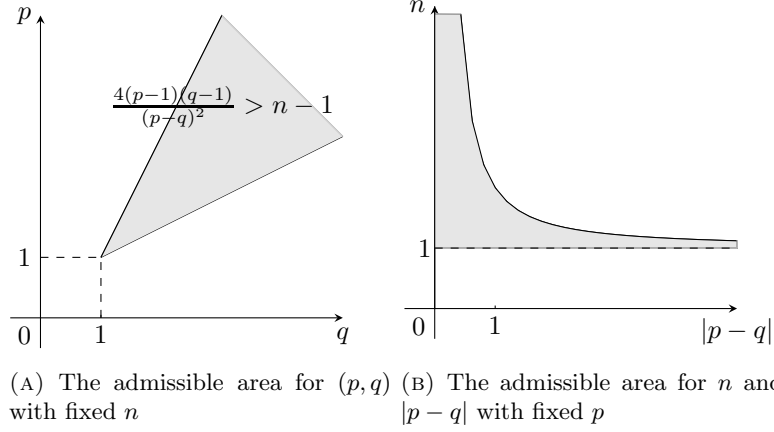 p
n
$\frac{4(p-1)(q-1)}{(p-q)^2} > n-1$
1
1
0
1
q
0
1
|p − q|
(A) The admissible area for (p, q)
with fixed n
(B) The admissible area for n and
|p − q| with fixed p